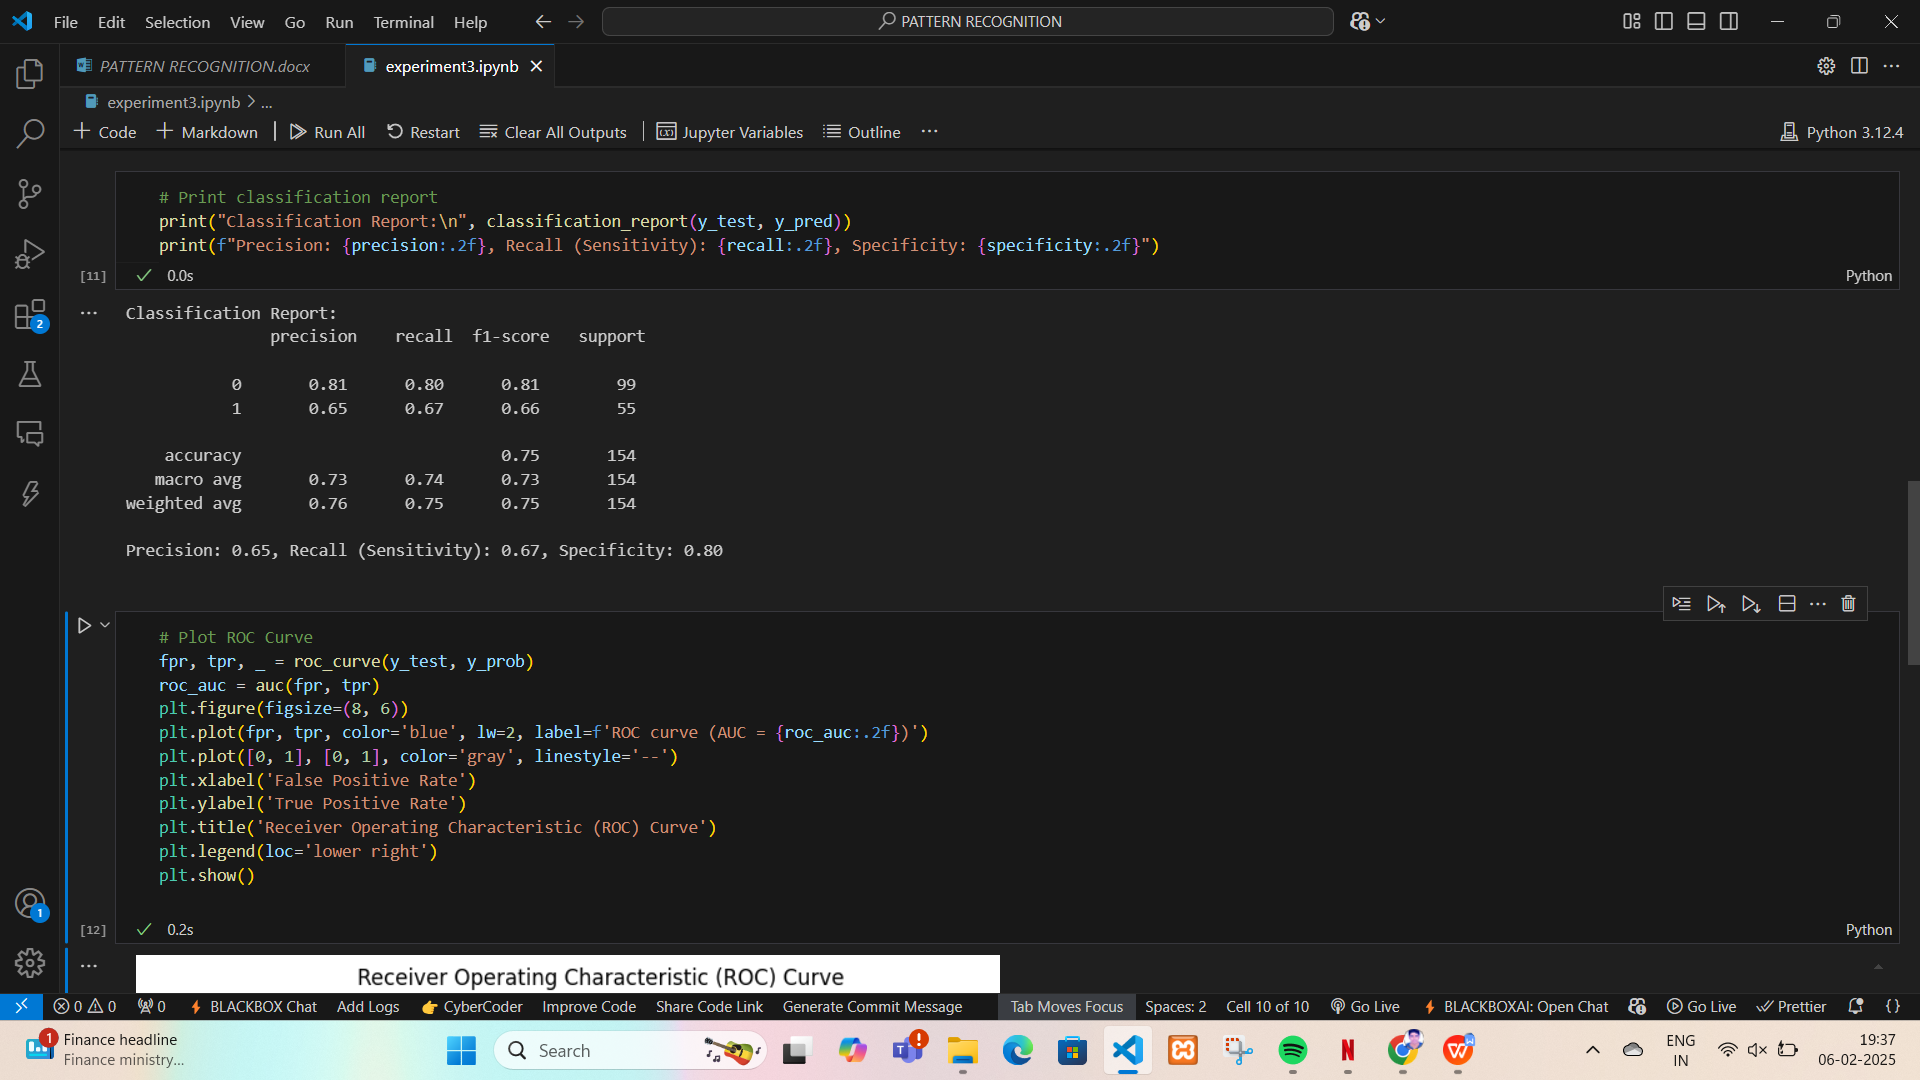 File Edit Selection View Go Run Terminal Help
PATTERN RECOGNITION
PATTERN RECOGNITION.docx
experiment3.ipynb
experiment3.ipynb > ...
+ Code + Markdown | Run All Restart Clear All Outputs | Jupyter Variables Outline ...
Python 3.12.4
# Print classification report
print("Classification Report:\n", classification_report(y_test, y_pred))
print(f"Precision: {precision:.2f}, Recall (Sensitivity): {recall:.2f}, Specificity: {specificity:.2f}")
[11] 0.0s Python
Classification Report:
precision recall f1-score support
0 0.81 0.80 0.81 99
1 0.65 0.67 0.66 55
accuracy 0.75 154
macro avg 0.73 0.74 0.73 154
weighted avg 0.76 0.75 0.75 154
Precision: 0.65, Recall (Sensitivity): 0.67, Specificity: 0.80
# Plot ROC Curve
fpr, tpr, _ = roc_curve(y_test, y_prob)
roc_auc = auc(fpr, tpr)
plt.figure(figsize=(8, 6))
plt.plot(fpr, tpr, color='blue', lw=2, label=f'ROC curve (AUC = {roc_auc:.2f})')
plt.plot([0, 1], [0, 1], color='gray', linestyle='--')
plt.xlabel('False Positive Rate')
plt.ylabel('True Positive Rate')
plt.title('Receiver Operating Characteristic (ROC) Curve')
plt.legend(loc='lower right')
plt.show()
[12] 0.2s Python
Receiver Operating Characteristic (ROC) Curve
2
1
0 0 0 BLACKBOX Chat Add Logs CyberCoder Improve Code Share Code Link Generate Commit Message Tab Moves Focus Spaces: 2 Cell 10 of 10 Go Live BLACKBOXAI: Open Chat Go Live Prettier {}
1 Finance headline
Finance ministry...
Search
ENG
IN
19:37
06-02-2025